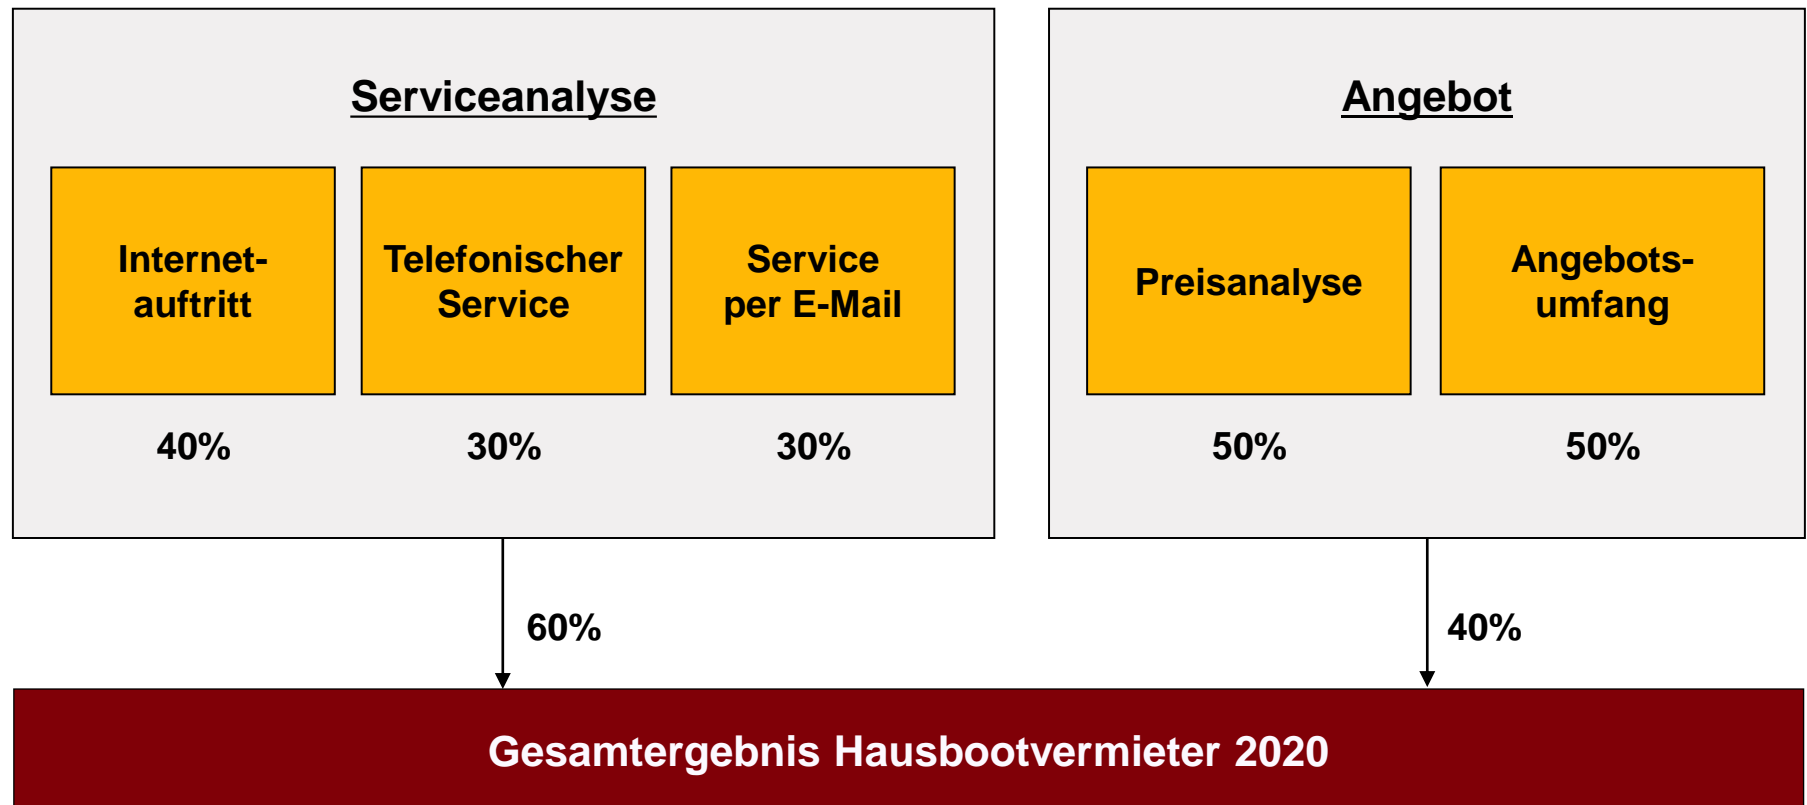 Serviceanalyse
Internet-
auftritt
40%
Telefonischer
Service
30%
Service
per E-Mail
30%
60%
Angebot
Preisanalyse
50%
Angebots-
umfang
50%
40%
Gesamtergebnis Hausbootvermieter 2020